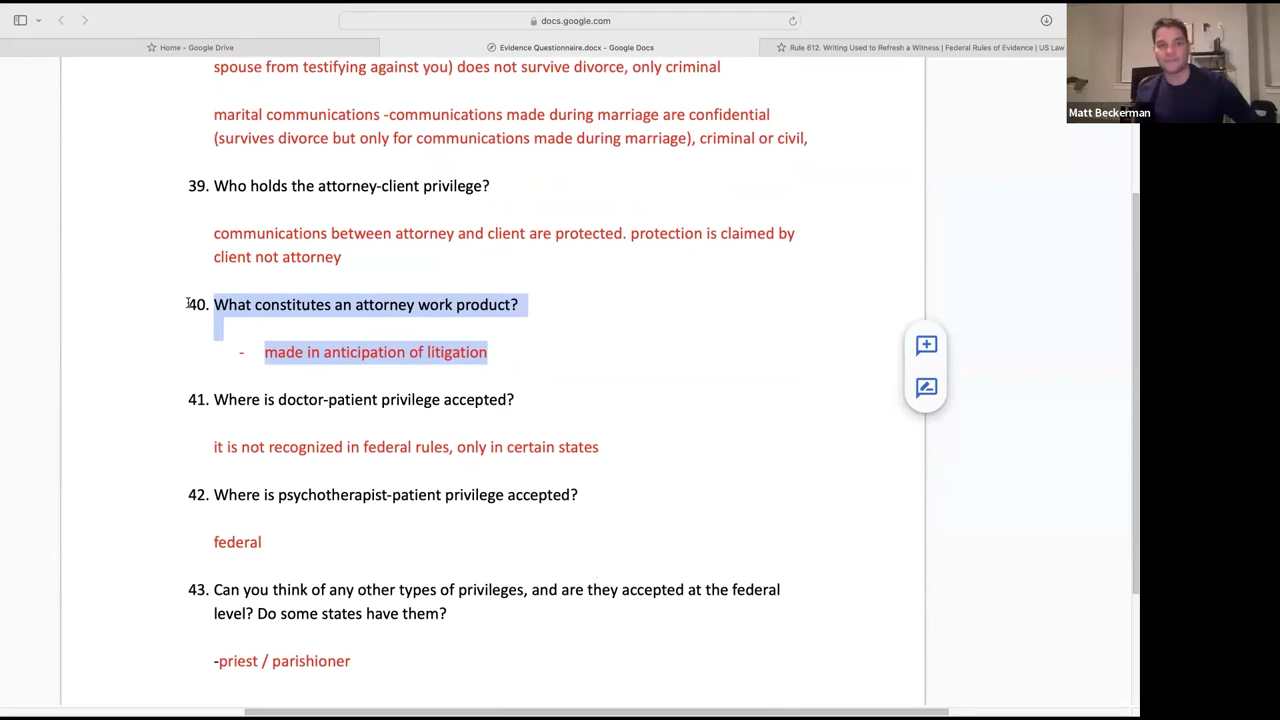 docs.google.com
Home - Google Drive
Evidence Questionnaire.docx - Google Docs
Rule 612. Writing Used to Refresh a Witness | Federal Rules of Evidence | US Law
Matt Beckerman
spouse from testifying against you) does not survive divorce, only criminal
marital communications -communications made during marriage are confidential
(survives divorce but only for communications made during marriage), criminal or civil,
39. Who holds the attorney-client privilege?
communications between attorney and client are protected. protection is claimed by
client not attorney
40. What constitutes an attorney work product?
- made in anticipation of litigation
41. Where is doctor-patient privilege accepted?
it is not recognized in federal rules, only in certain states
42. Where is psychotherapist-patient privilege accepted?
federal
43. Can you think of any other types of privileges, and are they accepted at the federal
level? Do some states have them?
-priest / parishioner